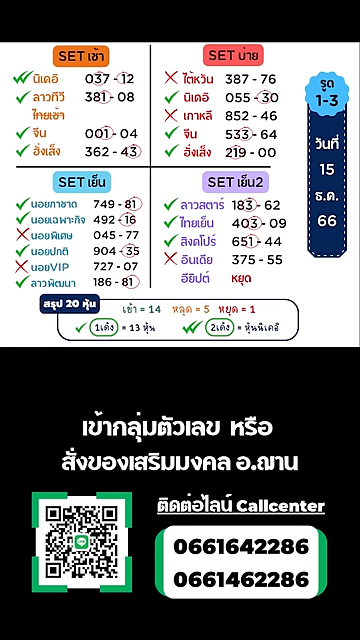 SET เช้า
นิเคอิ 037 - 12
ลาวทีวี 381 - 08
ไทยเช้า
จีน 001 - 04
ฮั่งเส็ง 362 - 43
SET บ่าย
ไต้หวัน 387 - 76
นิเคอิ 055 - 30
เกาหลี 852 - 46
จีน 533 - 64
ฮั่งเส็ง 219 - 00
รูด
1-3
วันที่
15
ธ.ค.
66
SET เย็น
นอยกาชาด 749 - 81
นอยเฉพาะกิจ 492 - 16
นอยพิเศษ 045 - 77
นอยปกติ 904 - 35
นอยVIP 727 - 07
ลาวพัฒนา 186 - 81
SET เย็น2
ลาวสตาร์ 183 - 62
ไทยเย็น 403 - 09
สิงคโปร์ 651 - 44
อินเดีย 375 - 55
อียิปต์ หยุด
สรุป 20 หุ้น
เข้า = 14 หลุด = 5 หยุด = 1
1เด้ง = 13 หุ้น 2เด้ง = หุ้นนิเคอิ
เข้ากลุ่มตัวเลข หรือ
สั่งของเสริมมงคล อ.ฌาน
ติดต่อไลน์ Callcenter
0661642286
0661462286